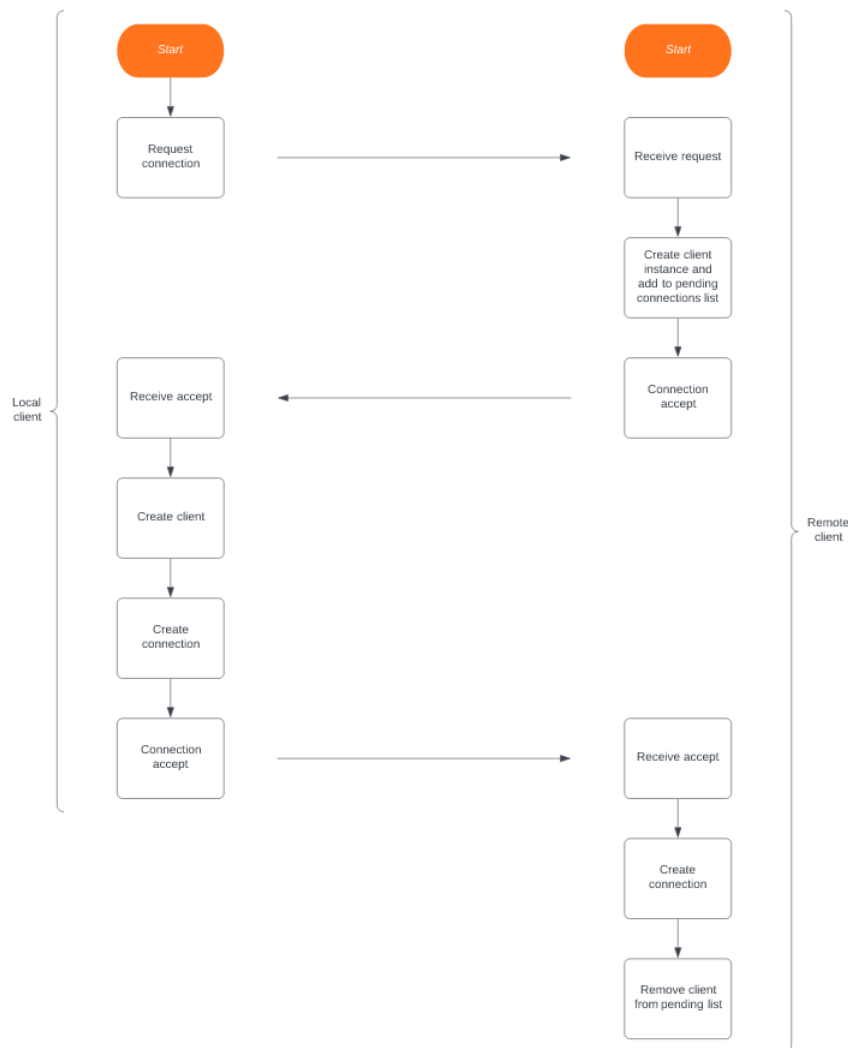 Start
Start
Request
connection
Receive request
Create client
instance and
add to pending
connections list
Local
client
Receive accept
Connection
accept
Create client
Remote
client
Create
connection
Connection
accept
Receive accept
Create
connection
Remove client
from pending list